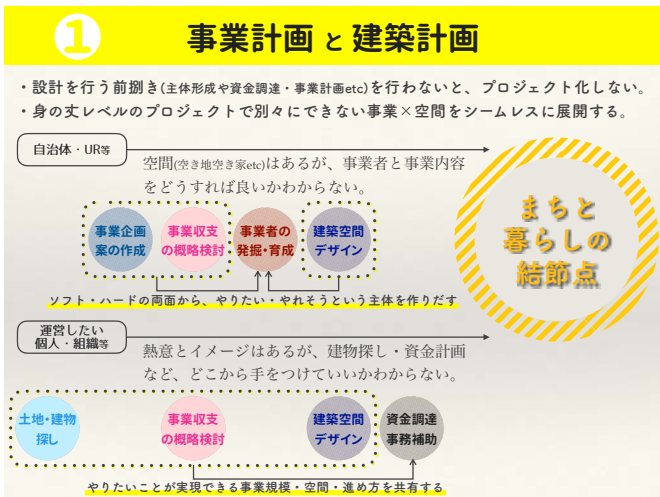 1 事業計画 と 建築計画
・設計を行う前捌き(主体形成や資金調達・事業計画etc)を行わないと、プロジェクト化しない。
・身の丈レベルのプロジェクトで別々にできない事業×空間をシームレスに展開する。
自治体・UR等
空間(空き地空き家etc)はあるが、事業者と事業内容
をどうすれば良いかわからない。
事業企画
案の作成
事業収支
の概略検討
事業者の
発掘・育成
建築空間
デザイン
ソフト・ハードの両面から、やりたい・やれそうという主体を作りだす
まちと
暮らしの
結節点
運営したい
個人・組織等
熱意とイメージはあるが、建物探し・資金計画
など、どこから手をつけていいかわからない。
土地・建物
探し
事業収支
の概略検討
建築空間
デザイン
資金調達
事務補助
やりたいことが実現できる事業規模・空間・進め方を共有する